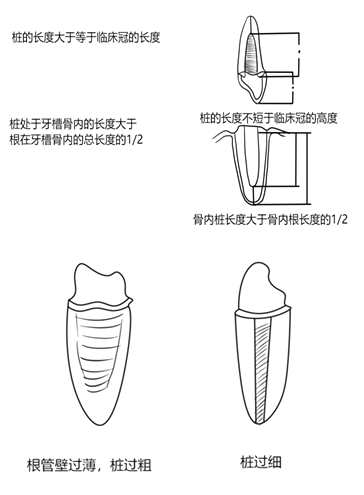 桩的长度大于等于临床冠的长度
桩的长度不短于临床冠的高度
桩处于牙槽骨内的长度大于
根在牙槽骨内的总长度的1/2
骨内桩长度大于骨内根长度的1/2
根管壁过薄，桩过粗
桩过细